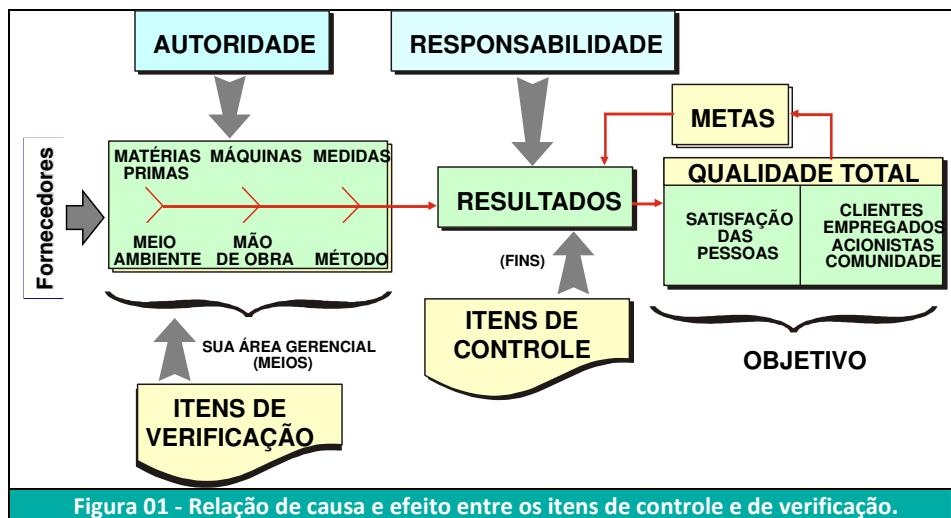 AUTORIDADE
RESPONSABILIDADE
METAS
Fornecedores
MATÉRIAS
PRIMAS
MÁQUINAS
MEDIDAS
MEIO
AMBIENTE
MÃO
DE OBRA
MÉTODO
RESULTADOS
QUALIDADE TOTAL
SATISFAÇÃO
DAS
PESSOAS
CLIENTES
EMPREGADOS
ACIONISTAS
COMUNIDADE
(FINS)
SUA ÁREA GERENCIAL
(MEIOS)
ITENS DE
CONTROLE
OBJETIVO
ITENS DE
VERIFICAÇÃO
Figura 01 - Relação de causa e efeito entre os itens de controle e de verificação.